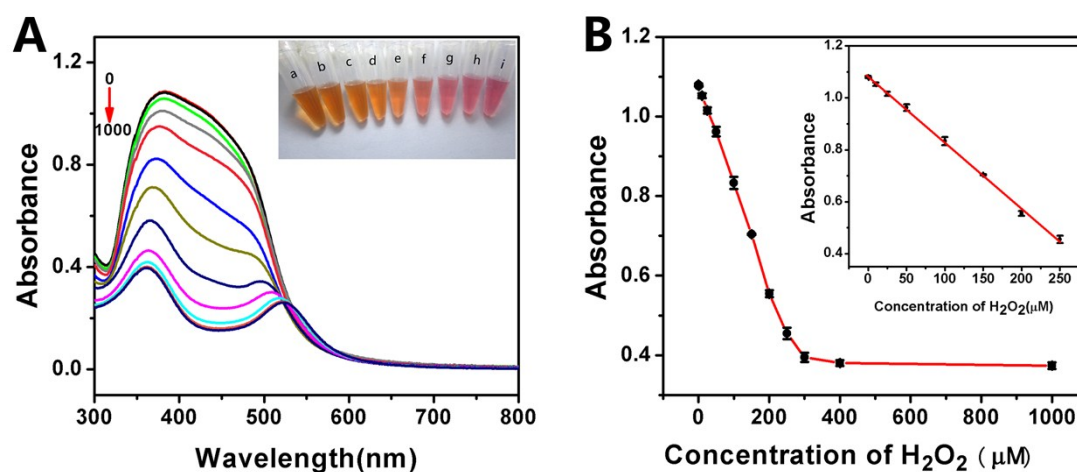 A
B
1.2
0.8
0.4
0.0
Absorbance
0
1000
a b c d e f g h i
300 400 500 600 700 800
Wavelength(nm)
1.2
1.0
0.8
0.6
0.4
Absorbance
0 200 400 600 800 1000
Concentration of H₂O₂ (μM)
1.2
1.0
0.8
0.6
0.4
Absorbance
0 50 100 150 200 250
Concentration of H₂O₂(μM)